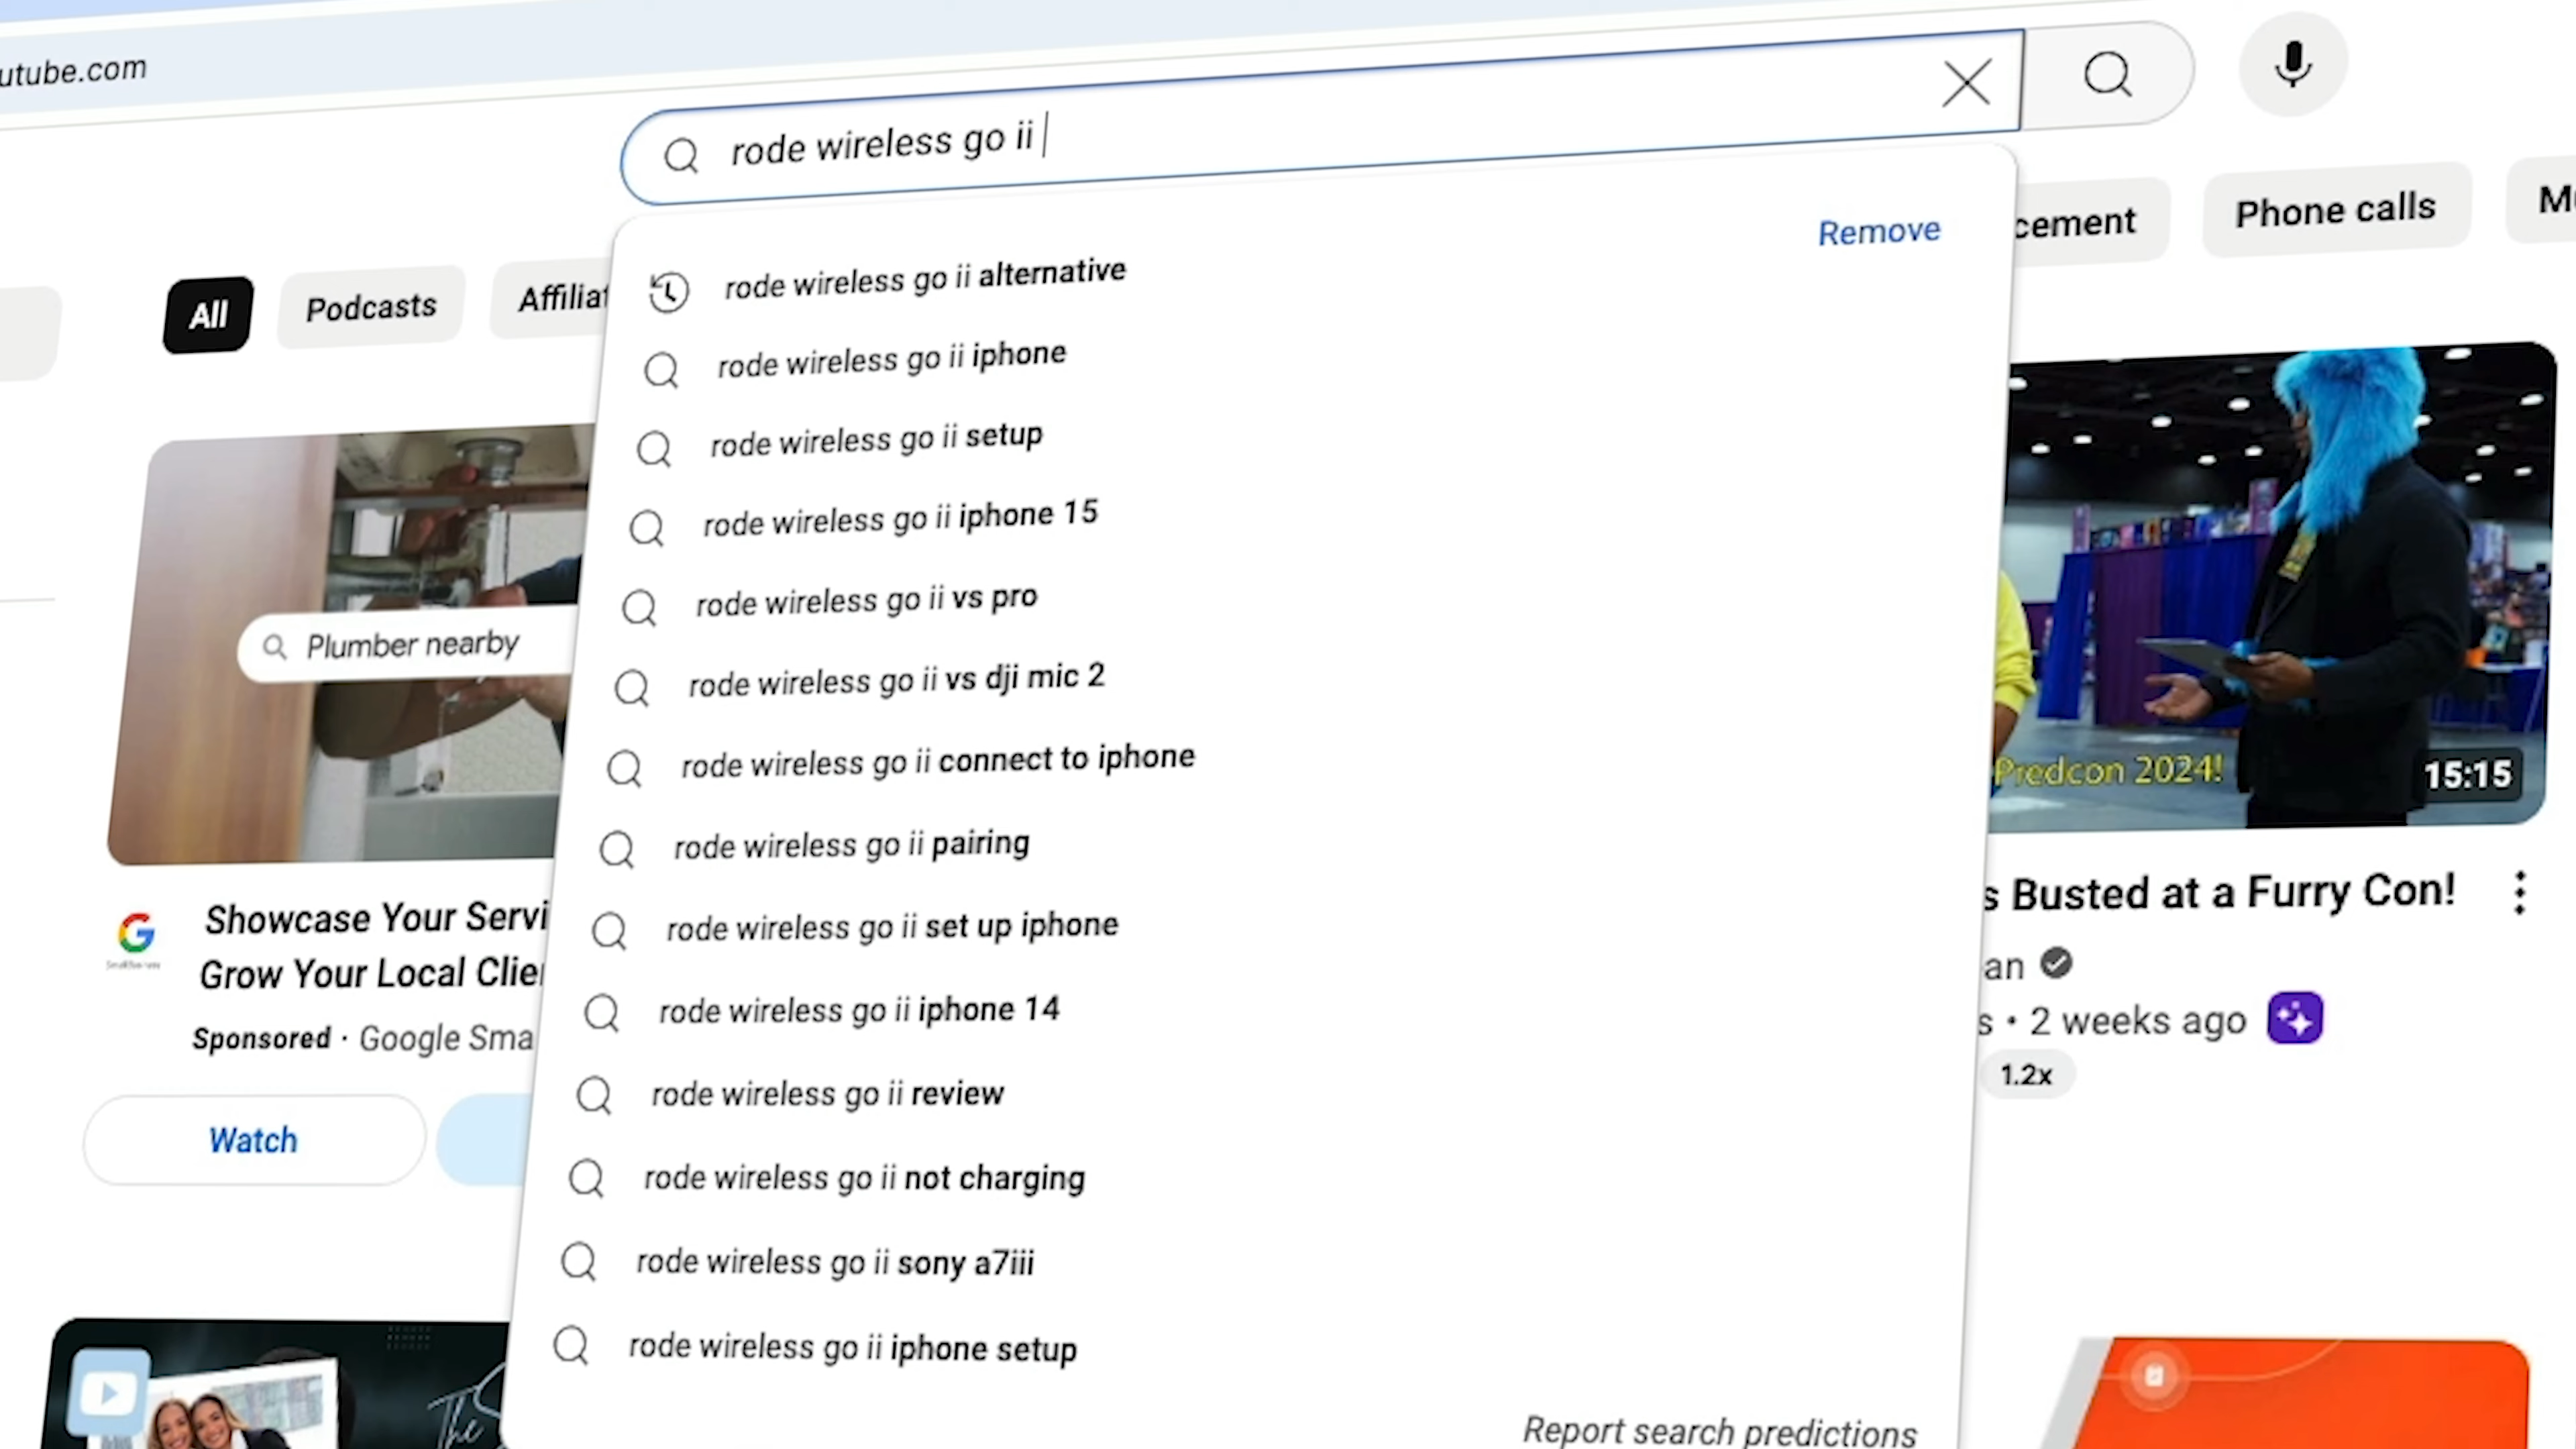 utube.com
rode wireless go ii
Remove
cement
Phone calls
All
Podcasts
rode wireless go ii alternative
rode wireless go ii iphone
rode wireless go ii setup
rode wireless go ii iphone 15
rode wireless go ii vs pro
rode wireless go ii vs dji mic 2
rode wireless go ii connect to iphone
rode wireless go ii pairing
rode wireless go ii set up iphone
rode wireless go ii iphone 14
rode wireless go ii review
rode wireless go ii not charging
rode wireless go ii sony a7iii
rode wireless go ii iphone setup
Report search predictions
Plumber nearby
Showcase Your Servi
Grow Your Local Clie
Sponsored · Google Sma
Watch
The
Predcon 2024!
15:15
s Busted at a Furry Con!
an
s • 2 weeks ago
1.2x